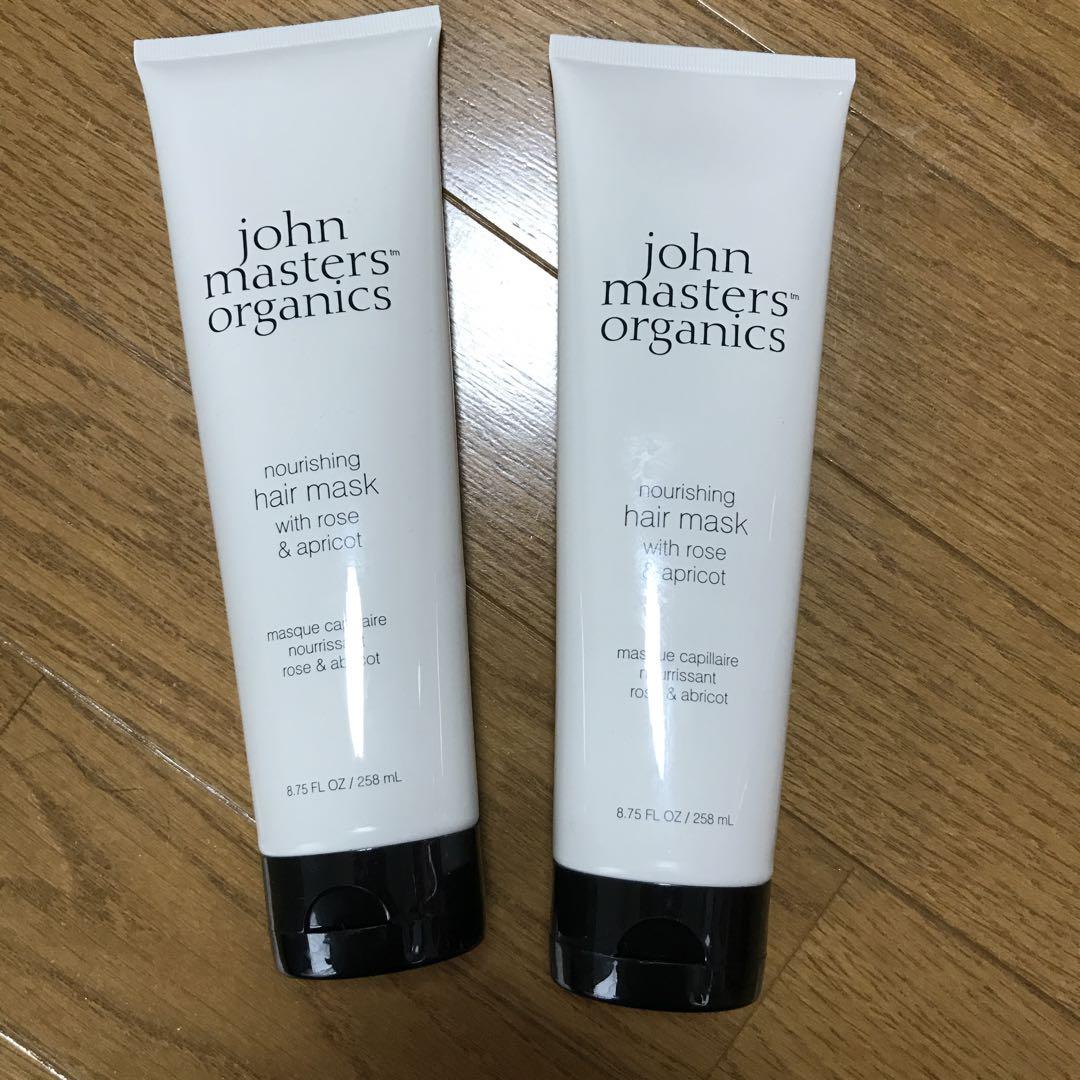 john
masters™
organics
nourishing
hair mask
with rose
& apricot
masque capillaire
nourrissant
rose & abricot
8.75 FL OZ / 258 mL
john
masters™
organics
nourishing
hair mask
with rose
& apricot
masque capillaire
nourrissant
rose & abricot
8.75 FL OZ / 258 mL